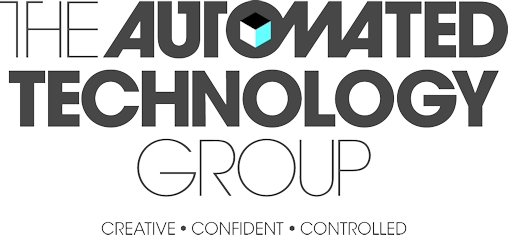 THE AUTOMATED
TECHNOLOGY
GROUP
CREATIVE • CONFIDENT • CONTROLLED